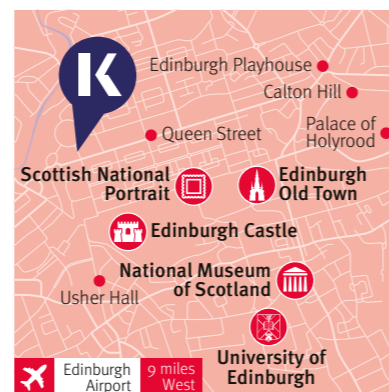 K
Edinburgh Playhouse
Calton Hill
Palace of
Holyrood
Queen Street
Scottish National
Portrait
Edinburgh
Old Town
Edinburgh Castle
National Museum
of Scotland
Usher Hall
University of
Edinburgh
Edinburgh
Airport
9 miles
West